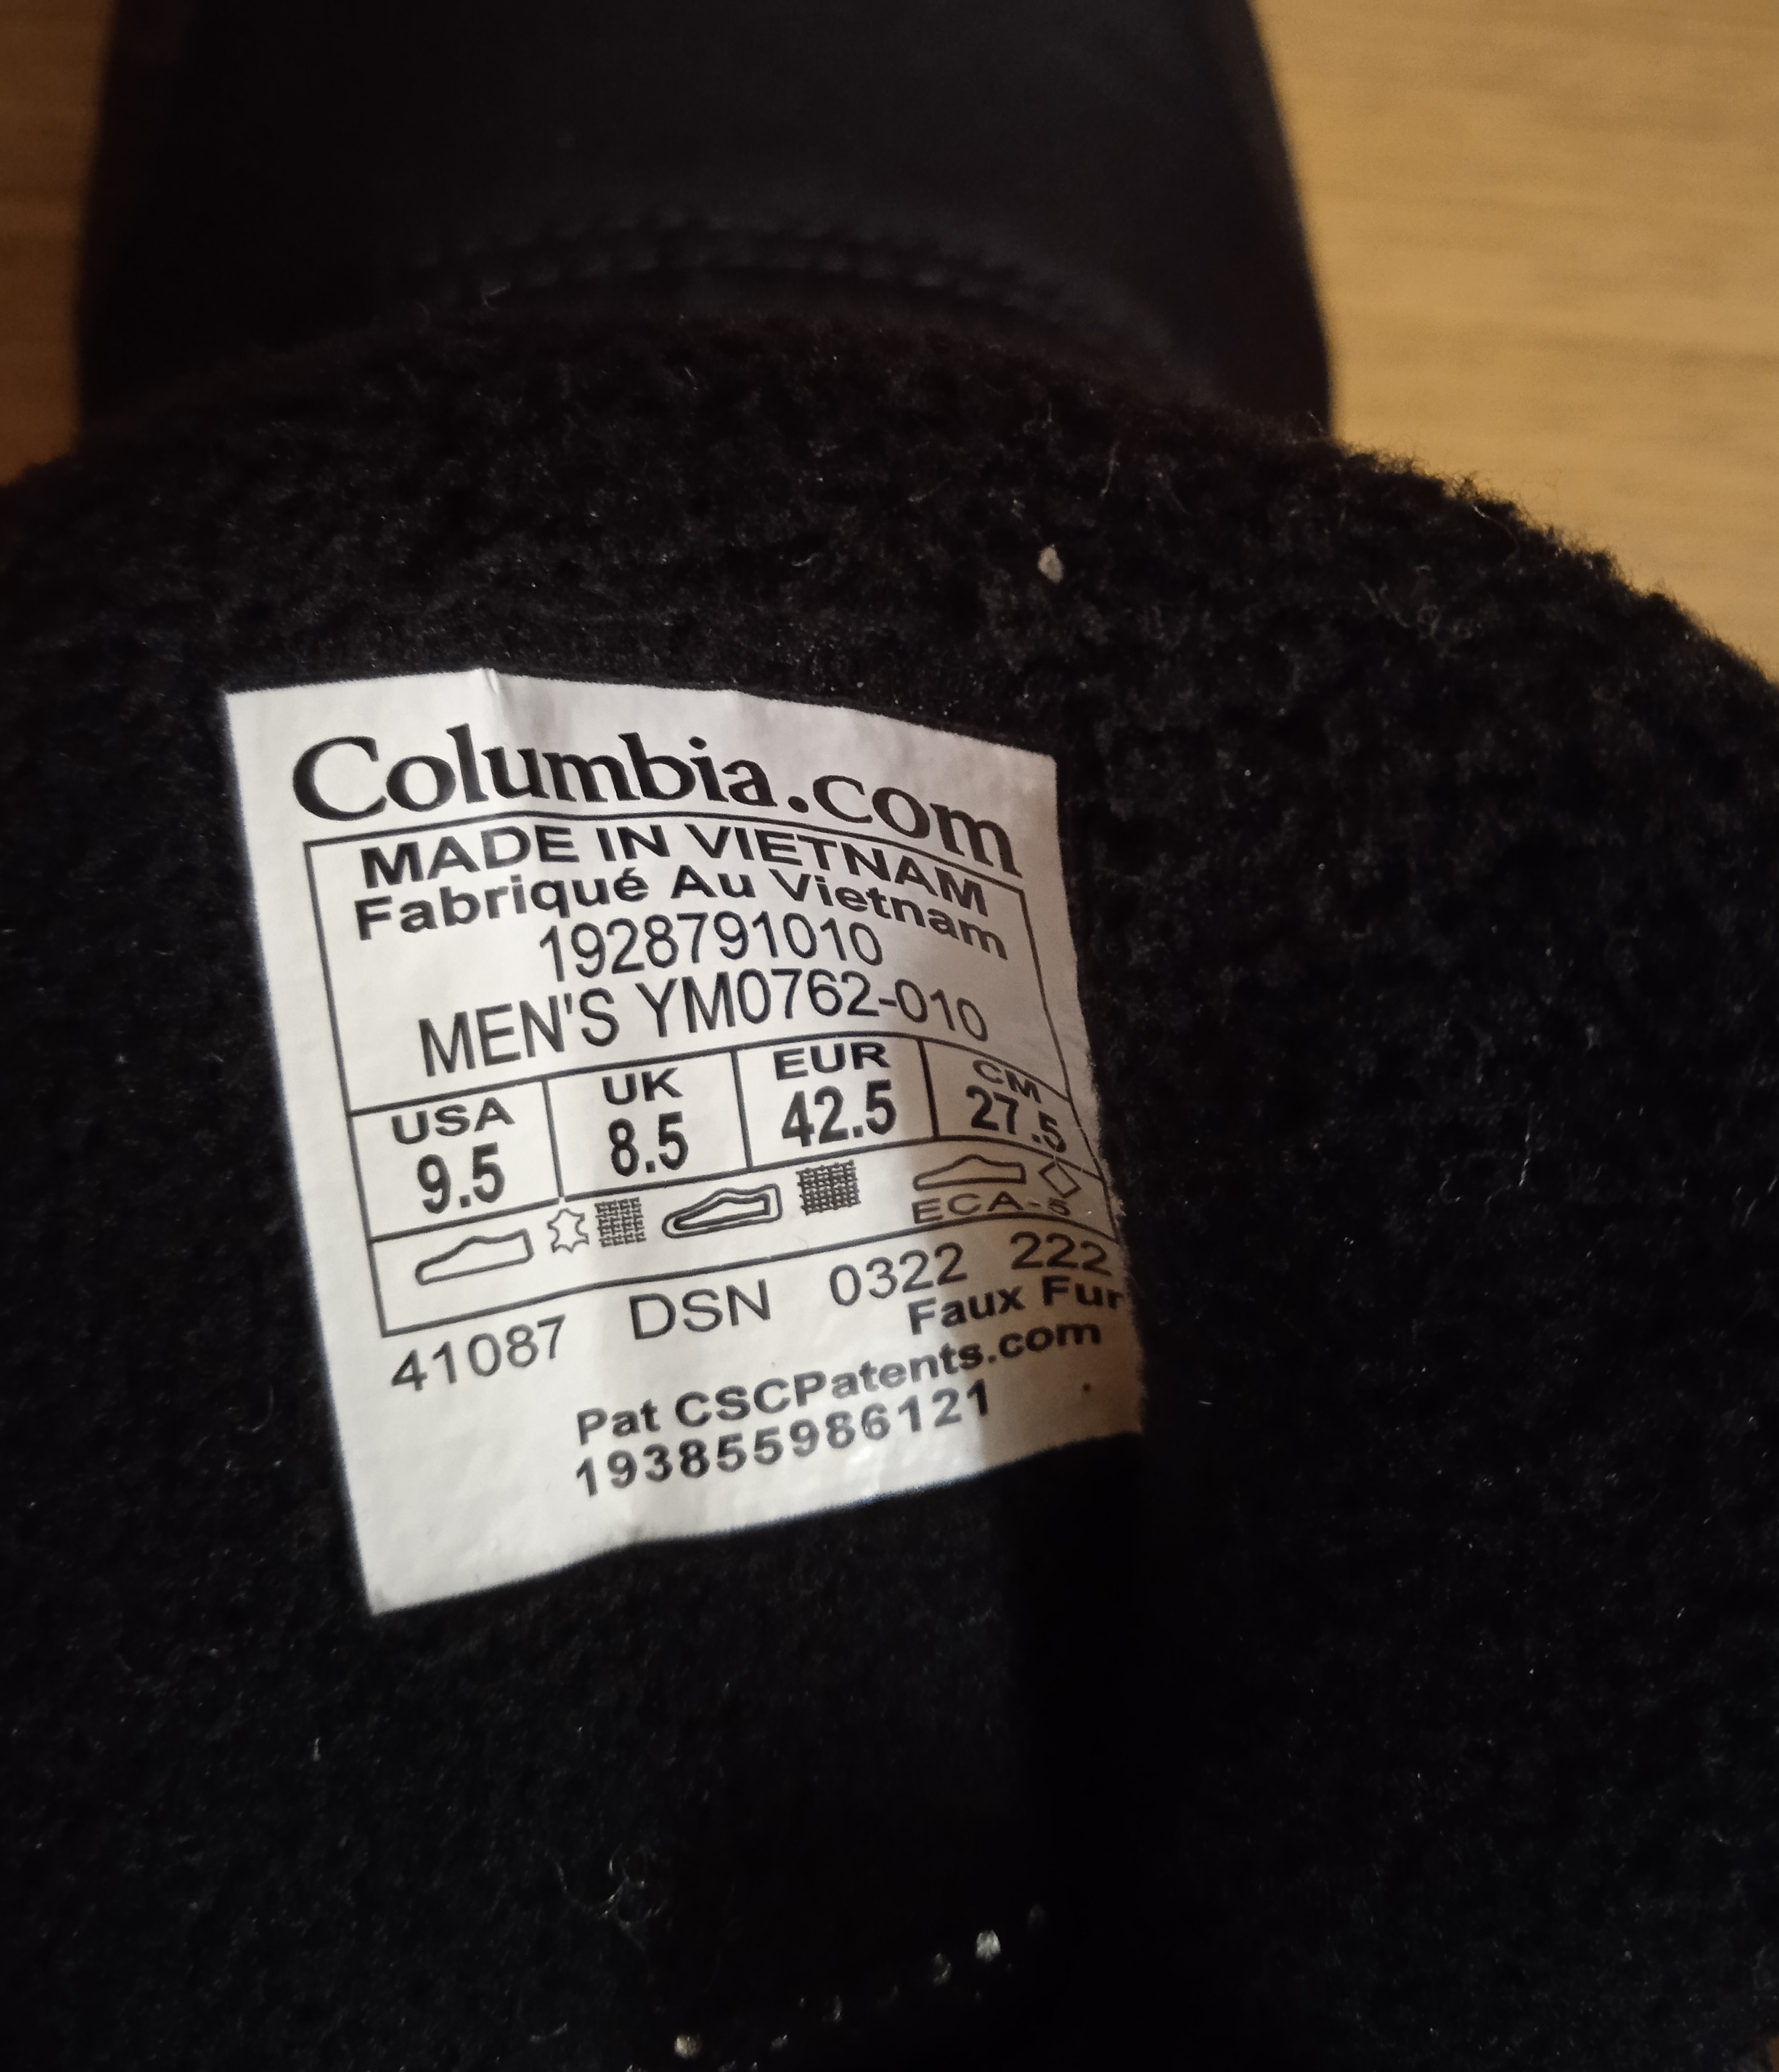 Columbia.com
MADE IN VIETNAM
Fabriqué Au Vietnam
1928791010
MEN'S YM0762-010
USA UK EUR CM
9.5 8.5 42.5 27.5
ECA-5
41087 DSN 0322 222
Faux Fur
Pat CSCPatents.com
193855986121